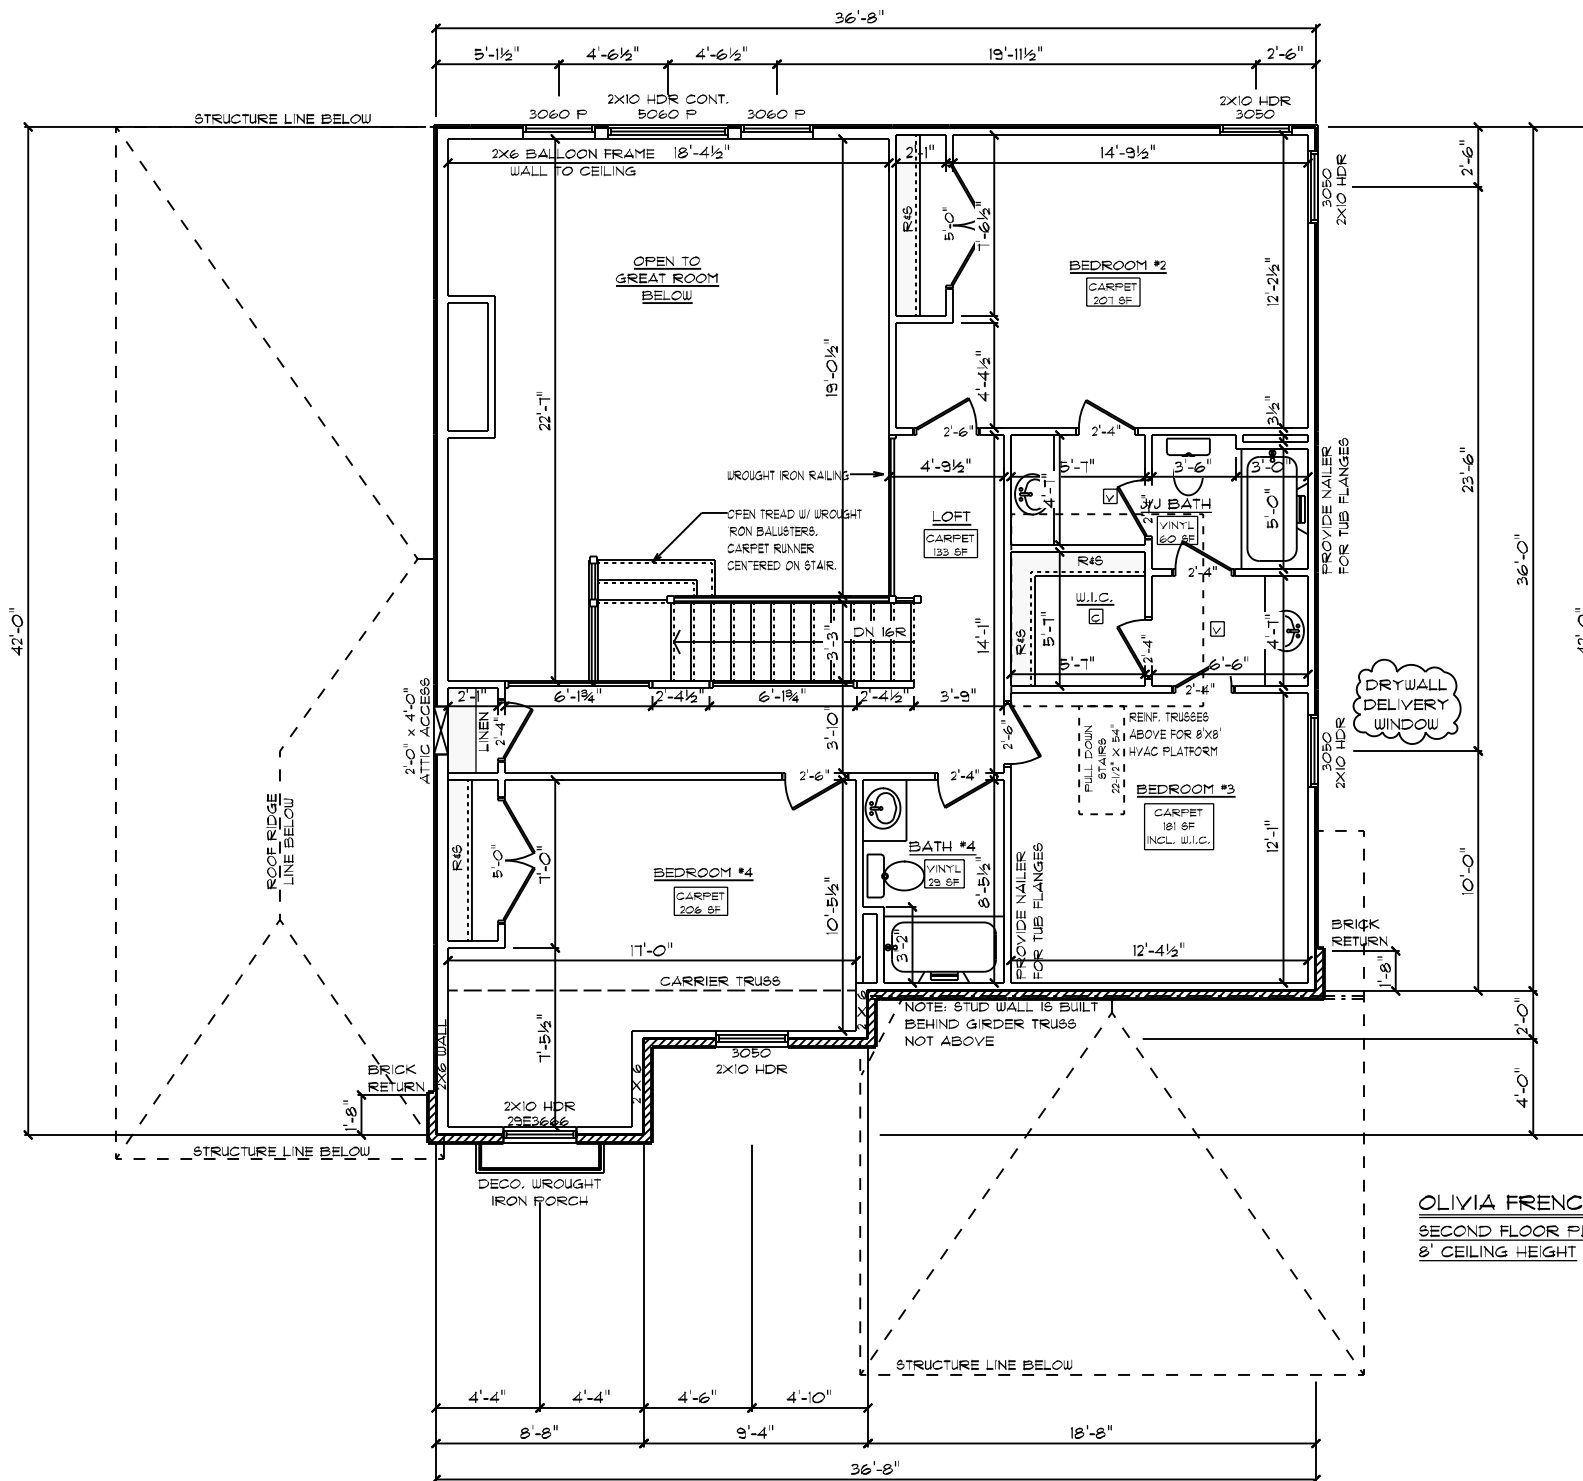 36'-8"
5'-1½"
4'-6½"
4'-6½"
19'-11½"
2'-6"
3060 P
2X10 HDR CONT.
5060 P
3060 P
2X10 HDR
3050
STRUCTURE LINE BELOW
2X6 BALLOON FRAME
WALL TO CEILING
18'-4½"
2'-1"
14'-9½"
R&S
5'-0"
7'-6½"
3050
2X10 HDR
2'-6"
OPEN TO
GREAT ROOM
BELOW
BEDROOM #2
CARPET
207 SF
12'-2½"
22'-7"
19'-0½"
4'-4½"
3½"
2'-6"
2'-4"
WROUGHT IRON RAILING
4'-9½"
5'-7"
3'-6"
3'-0"
4'-7"
V
J/J BATH
VINYL
60 SF
5'-0"
PROVIDE NAILER
FOR TUB FLANGES
23'-6"
36'-0"
42'-0"
OPEN TREAD W/ WROUGHT
IRON BALUSTERS.
CARPET RUNNER
CENTERED ON STAIR.
LOFT
CARPET
133 SF
R&S
2'-4"
W.I.C.
C
R&S
5'-7"
5'-7"
2'-4"
V
4'-7"
6'-6"
2'-4"
DN 16R
3'-3"
14'-1"
2'-0" x 4'-0"
ATTIC ACCESS
2'-1"
6'-1¾"
2'-4½"
6'-1¾"
2'-4½"
3'-9"
LINEN
2'-4"
3'-10"
2'-6"
2'-6"
2'-4"
PULL DOWN
STAIRS
22-1/2" X 54"
REINF. TRUSSES
ABOVE FOR 8'X8'
HVAC PLATFORM
DRYWALL
DELIVERY
WINDOW
3050
2X10 HDR
BEDROOM #3
CARPET
181 SF
INCL. W.I.C.
12'-1"
ROOF RIDGE
LINE BELOW
R&S
5'-0"
7'-0"
BEDROOM #4
CARPET
206 SF
10'-5½"
BATH #4
VINYL
29 SF
8'-5½"
3'-2"
PROVIDE NAILER
FOR TUB FLANGES
10'-0"
17'-0"
12'-4½"
BRICK
RETURN
1'-8"
CARRIER TRUSS
2 X 6
NOTE: STUD WALL IS BUILT
BEHIND GIRDER TRUSS
NOT ABOVE
2'-0"
7'-5½"
2X6 WALL
3050
2X10 HDR
2 X 6
BRICK
RETURN
1'-8"
2X10 HDR
29E3666
4'-0"
STRUCTURE LINE BELOW
DECO. WROUGHT
IRON PORCH
OLIVIA FRENC
SECOND FLOOR
8' CEILING HEIGHT
STRUCTURE LINE BELOW
4'-4"
4'-4"
4'-6"
4'-10"
8'-8"
9'-4"
18'-8"
36'-8"